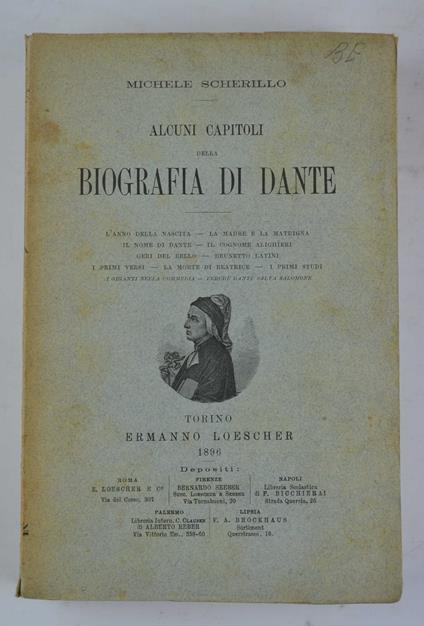 MICHELE SCHERILLO
ALCUNI CAPITOLI
DELLA
BIOGRAFIA DI DANTE
L'ANNO DELLA NASCITA — LA MADRE E LA MATRIGNA
IL NOME DI DANTE — IL COGNOME ALIGHIERI
GERI DEL BELLO — BRUNETTO LATINI
I PRIMI VERSI — LA MORTE DI BEATRICE — I PRIMI STUDI
I GIGANTI NELLA COMMEDIA — PERCHÈ DANTE SALVA SALOMONE
TORINO
ERMANNO LOESCHER
1896
Depositi:
ROMA
E. LOESCHER E Cº
Via del Corso, 307
FIRENZE
BERNARDO SEEBER
Succ. LOESCHER & SEEBER
Via Tornabuoni, 20
NAPOLI
Libreria Scolastica
di F. BICCHIERAI
Strada Quercia, 26
PALERMO
Libreria Intern. C. CLAUSEN
di ALBERTO REBER
Via Vittorio Em., 358-60
LIPSIA
F. A. BROCKHAUS
Sortiment
Querstrasse, 16.